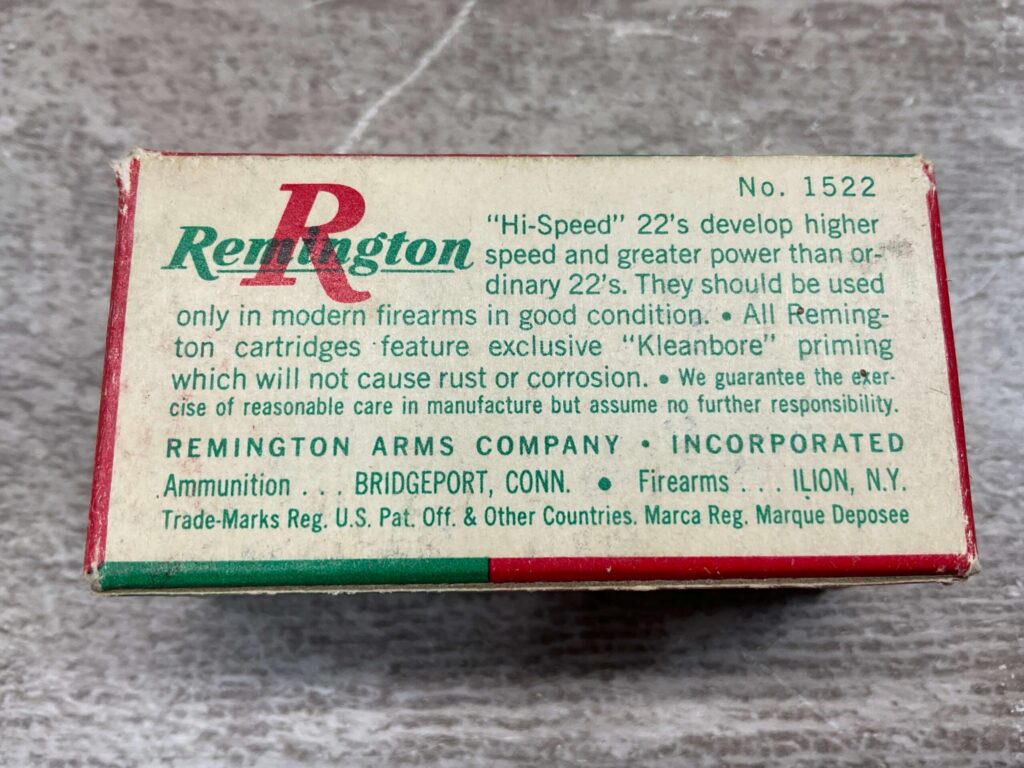 No. 1522
R
Remington
"Hi-Speed" 22's develop higher
speed and greater power than or-
dinary 22's. They should be used
only in modern firearms in good condition. • All Reming-
ton cartridges feature exclusive "Kleanbore" priming
which will not cause rust or corrosion. • We guarantee the exer-
cise of reasonable care in manufacture but assume no further responsibility.
REMINGTON ARMS COMPANY • INCORPORATED
Ammunition . . . BRIDGEPORT, CONN. • Firearms . . . ILION, N.Y.
Trade-Marks Reg. U.S. Pat. Off. & Other Countries. Marca Reg. Marque Deposee